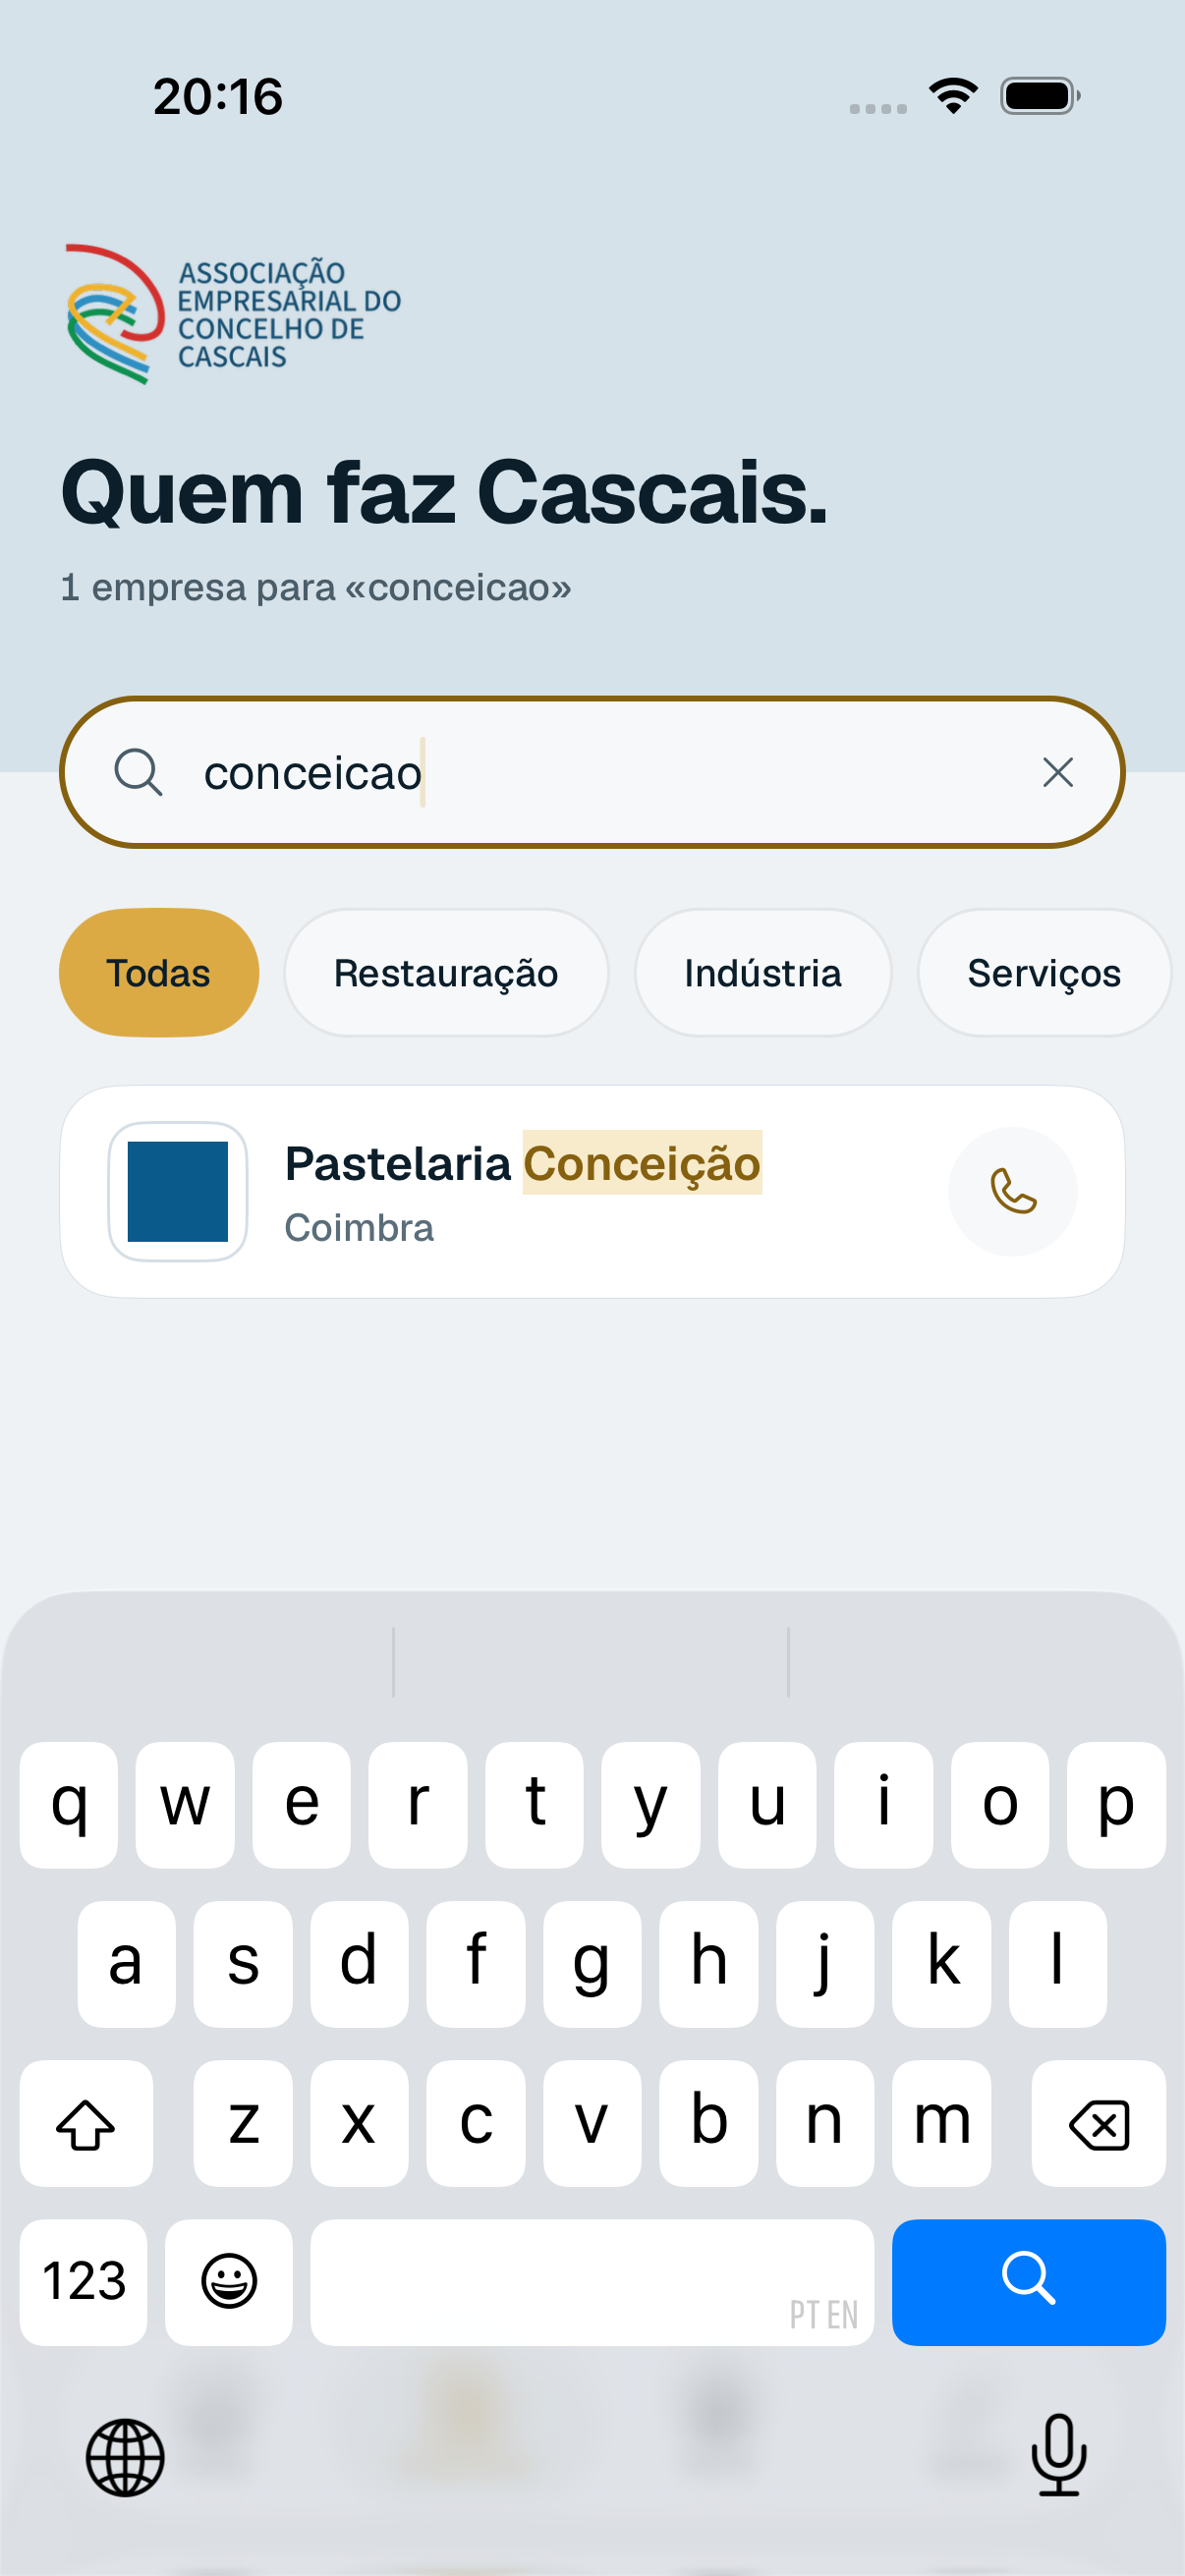 20:16
ASSOCIAÇÃO
EMPRESARIAL DO
CONCELHO DE
CASCAIS
Quem faz Cascais.
1 empresa para «conceicao»
conceicao
Todas Restauração Indústria Serviços
Pastelaria Conceição
Coimbra
q w e r t y u i o p
a s d f g h j k l
z x c v b n m
123 PT EN